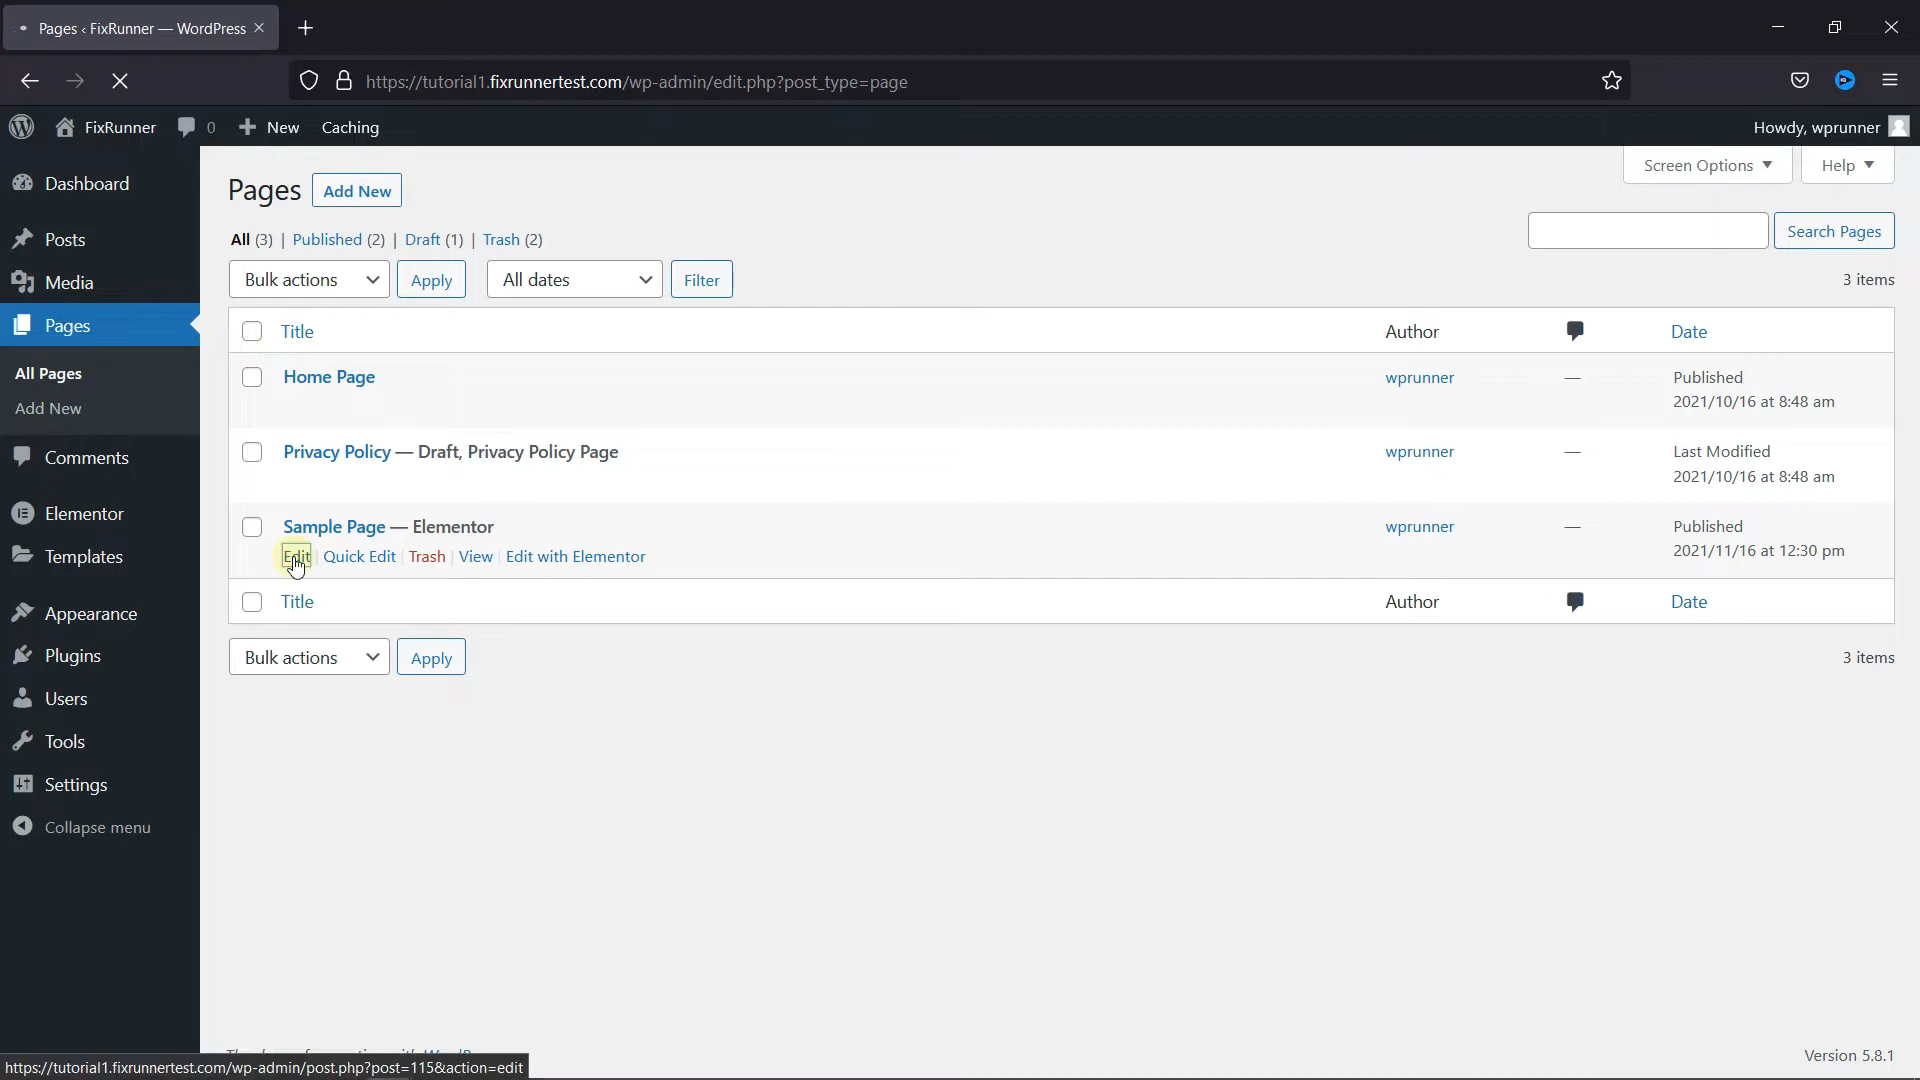 Pages ‹ FixRunner — WordPress
https://tutorial1.fixrunnertest.com/wp-admin/edit.php?post_type=page
FixRunner 0 New Caching Howdy, wprunner
Screen Options Help
Dashboard
Posts
Media
Pages
All Pages
Add New
Comments
Elementor
Templates
Appearance
Plugins
Users
Tools
Settings
Collapse menu
Pages Add New
All (3) | Published (2) | Draft (1) | Trash (2)
Search Pages
Bulk actions Apply All dates Filter 3 items
Title Author Date
Home Page wprunner — Published
2021/10/16 at 8:48 am
Privacy Policy — Draft, Privacy Policy Page wprunner — Last Modified
2021/10/16 at 8:48 am
Sample Page — Elementor wprunner — Published
Edit | Quick Edit | Trash | View | Edit with Elementor 2021/11/16 at 12:30 pm
Title Author Date
Bulk actions Apply 3 items
Version 5.8.1
https://tutorial1.fixrunnertest.com/wp-admin/post.php?post=115&action=edit